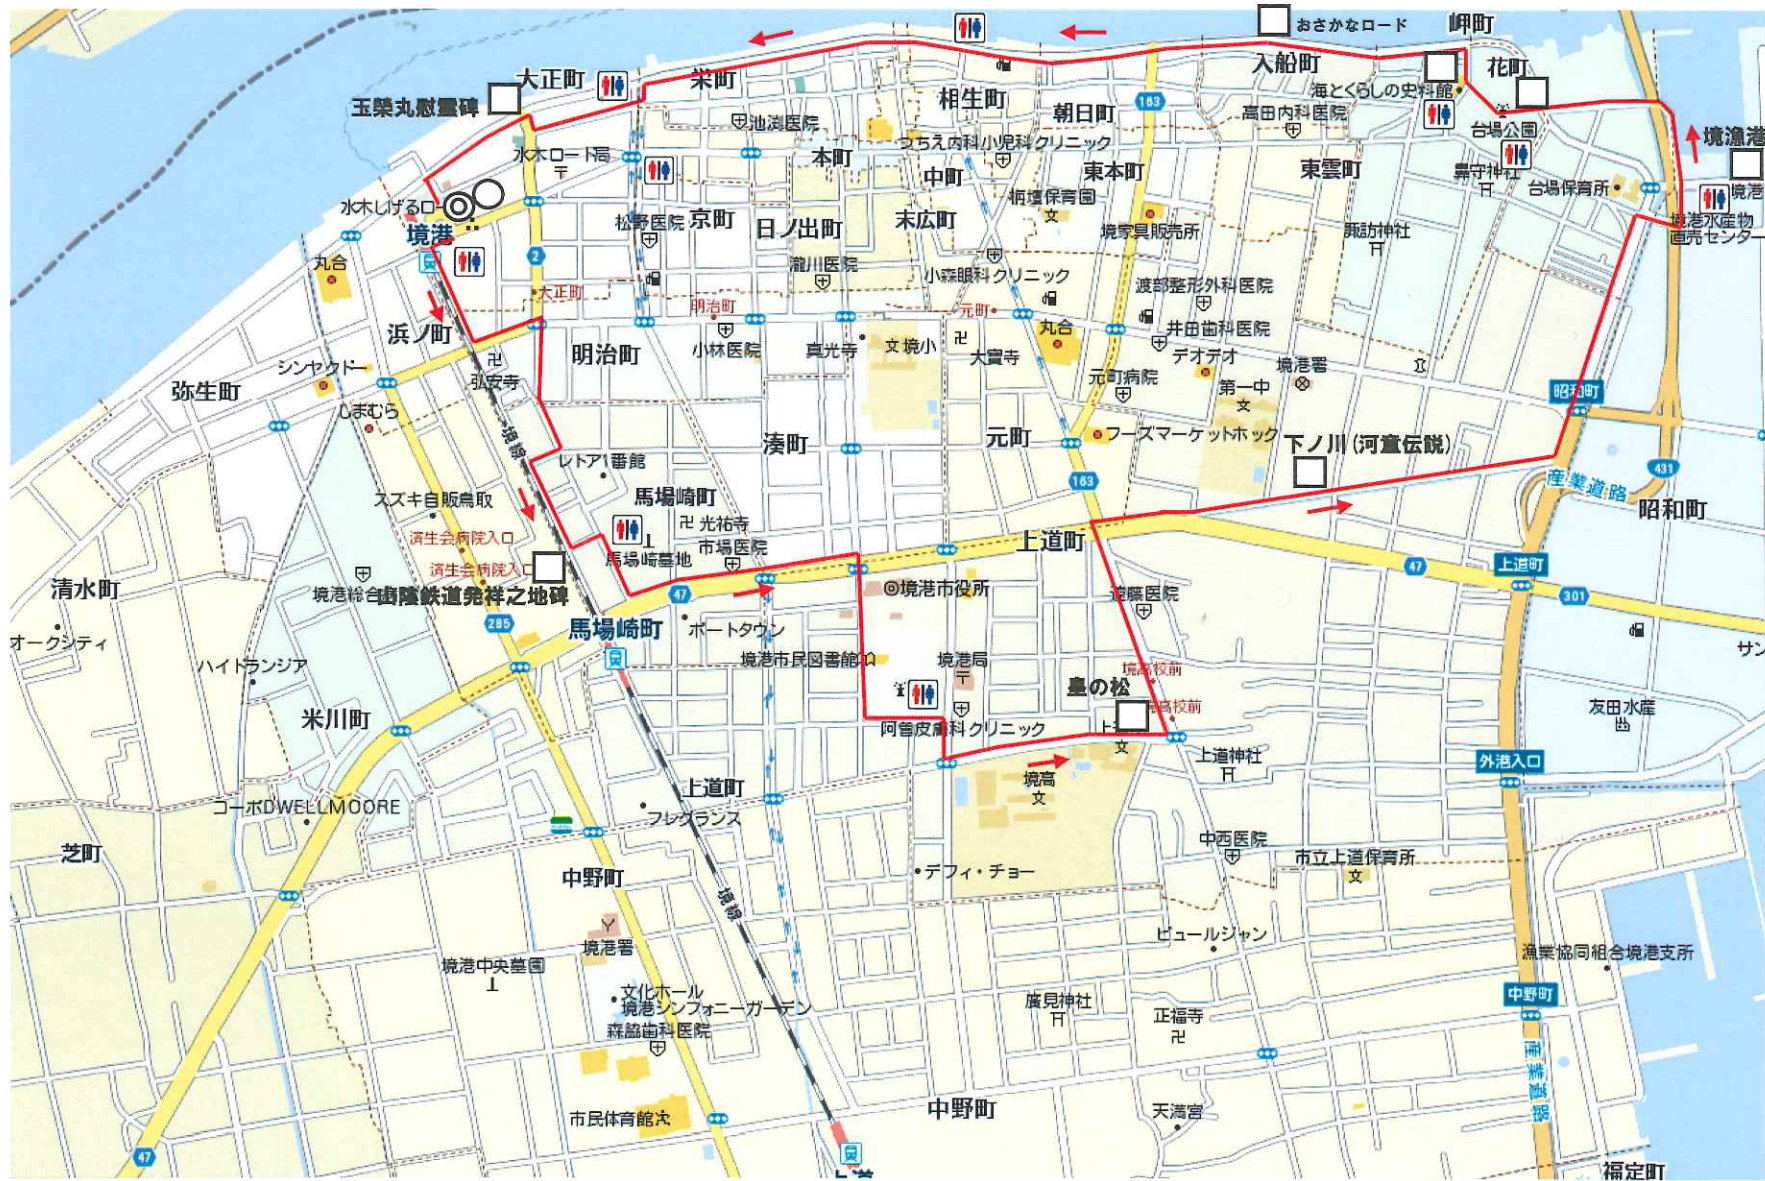 おさかなロード
岬町
大正町
栄町
入船町
花町
玉榮丸慰霊碑
相生町
海とくらしの史料館
朝日町
163
高田内科医院
池渕医院
台場公園
境漁港
水木ロード局
本町
つちえ内科小児科クリニック
中町
東本町
東雲町
台場保育所
境港
水木しげるロー
京町
日ノ出町
末広町
栴壇保育園
境港
松野医院
境家具販売所
諏訪神社
境港水産物
直売センター
丸合
2
瀧川医院
小森眼科クリニック
渡部整形外科医院
大正町
明治町
元町
浜ノ町
明治町
小林医院
真光寺
境小
大寶寺
丸合
井田歯科医院
デオデオ
境港署
シンヤクドー
弘安寺
元町病院
第一中
昭和町
弥生町
しまむら
境線
湊町
元町
フーズマーケットホック
下ノ川(河童伝説)
レトア1番館
431
産業道路
馬場崎町
163
スズキ自販鳥取
光祐寺
昭和町
済生会病院入口
市場医院
上道町
馬場崎墓地
済生会病院入口
47
上道町
清水町
境港総合
山陰鉄道発祥之地碑
47
境港市役所
遠藤医院
301
285
馬場崎町
ポートタウン
オークシティ
ハイドランジア
境港市民図書館
境港局
境高校前
サン
皇の松
高校前
友田水産
米川町
阿曽皮膚科クリニック
上道神社
外港入口
上道町
境高
コーポDWELLMOORE
フレグランス
芝町
中野町
中西医院
市立上道保育所
デフィ・チョー
境線
境港署
ビュールジャン
漁業協同組合境港支所
境港中央墓園
文化ホール
境港シンフォニーガーデン
廣見神社
正福寺
中野町
森脇歯科医院
産業道路
市民体育館
中野町
天満宮
47
上道
福定町